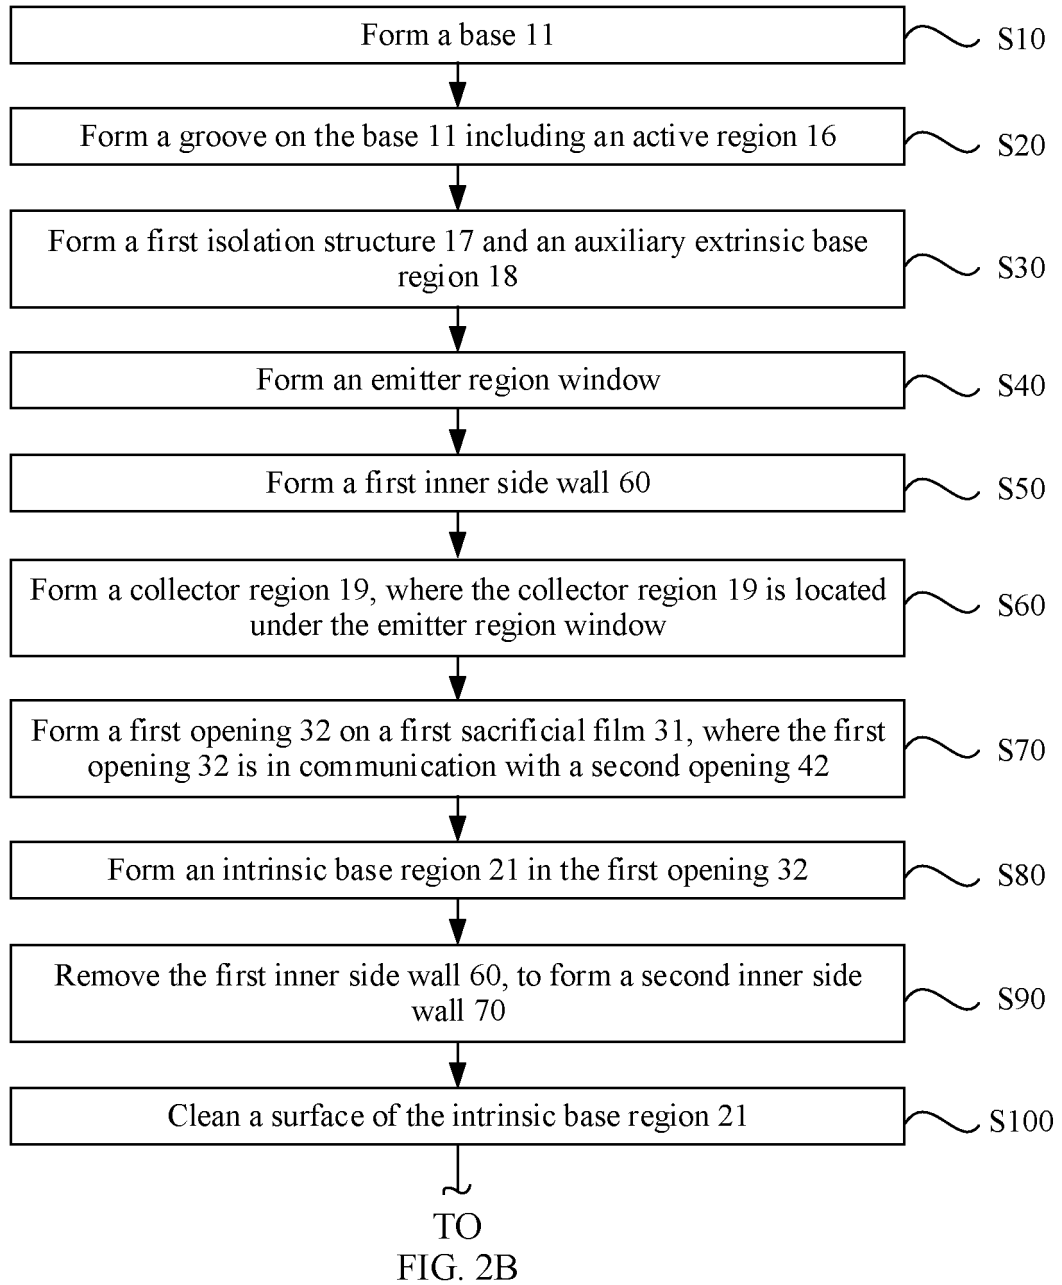 Form a base 11
S10
Form a groove on the base 11 including an active region 16
S20
Form a first isolation structure 17 and an auxiliary extrinsic base
region 18
S30
Form an emitter region window
S40
Form a first inner side wall 60
S50
Form a collector region 19, where the collector region 19 is located
under the emitter region window
S60
Form a first opening 32 on a first sacrificial film 31, where the first
opening 32 is in communication with a second opening 42
S70
Form an intrinsic base region 21 in the first opening 32
S80
Remove the first inner side wall 60, to form a second inner side
wall 70
S90
Clean a surface of the intrinsic base region 21
S100
TO
FIG. 2B